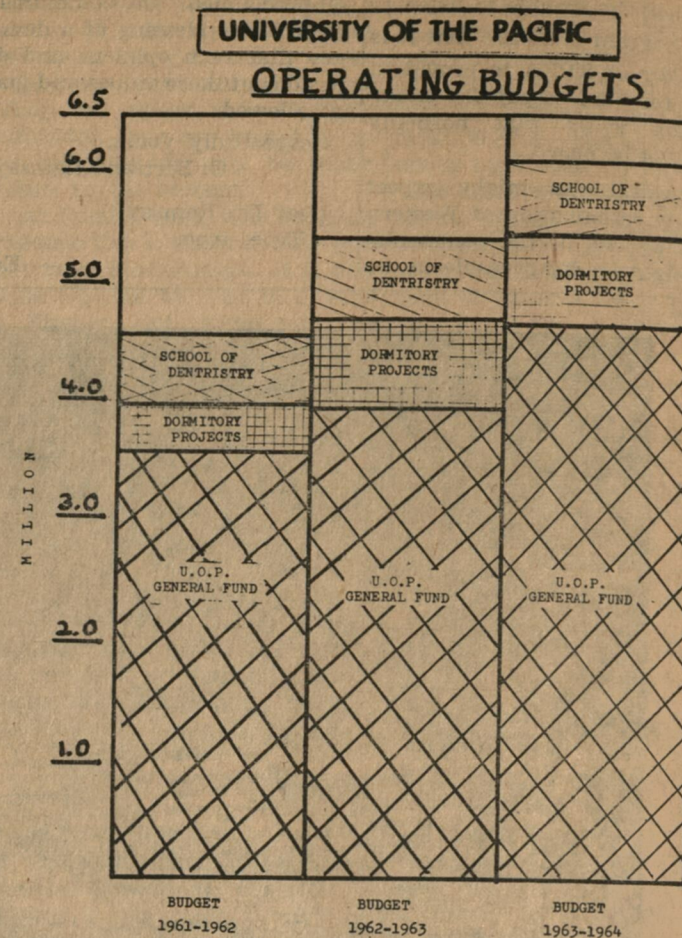 UNIVERSITY OF THE PACIFIC
OPERATING BUDGETS
6.5
6.0
5.0
4.0
3.0
2.0
1.0
MILLION
SCHOOL OF
DENTRISTRY
DORMITORY
PROJECTS
U.O.P.
GENERAL FUND
SCHOOL OF
DENTRISTRY
DORMITORY
PROJECTS
U.O.P.
GENERAL FUND
SCHOOL OF
DENTRISTRY
DORMITORY
PROJECTS
U.O.P.
GENERAL FUND
BUDGET
1961-1962
BUDGET
1962-1963
BUDGET
1963-1964